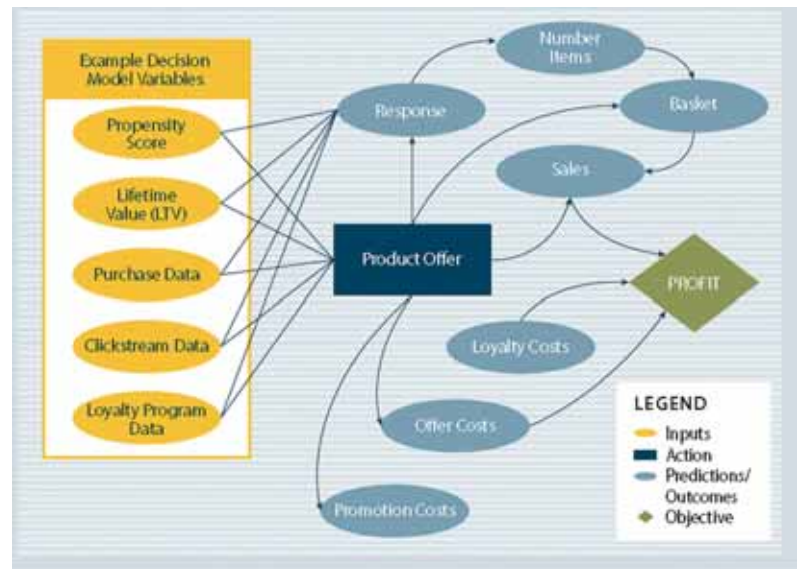 Example Decision
Model Variables
Propensity
Score
Lifetime
Value (LTV)
Purchase Data
Clickstream Data
Loyalty Program
Data
Response
Number
Items
Basket
Sales
Product Offer
PROFIT
Loyalty Costs
Offer Costs
Promotion Costs
LEGEND
Inputs
Action
Predictions/
Outcomes
Objective